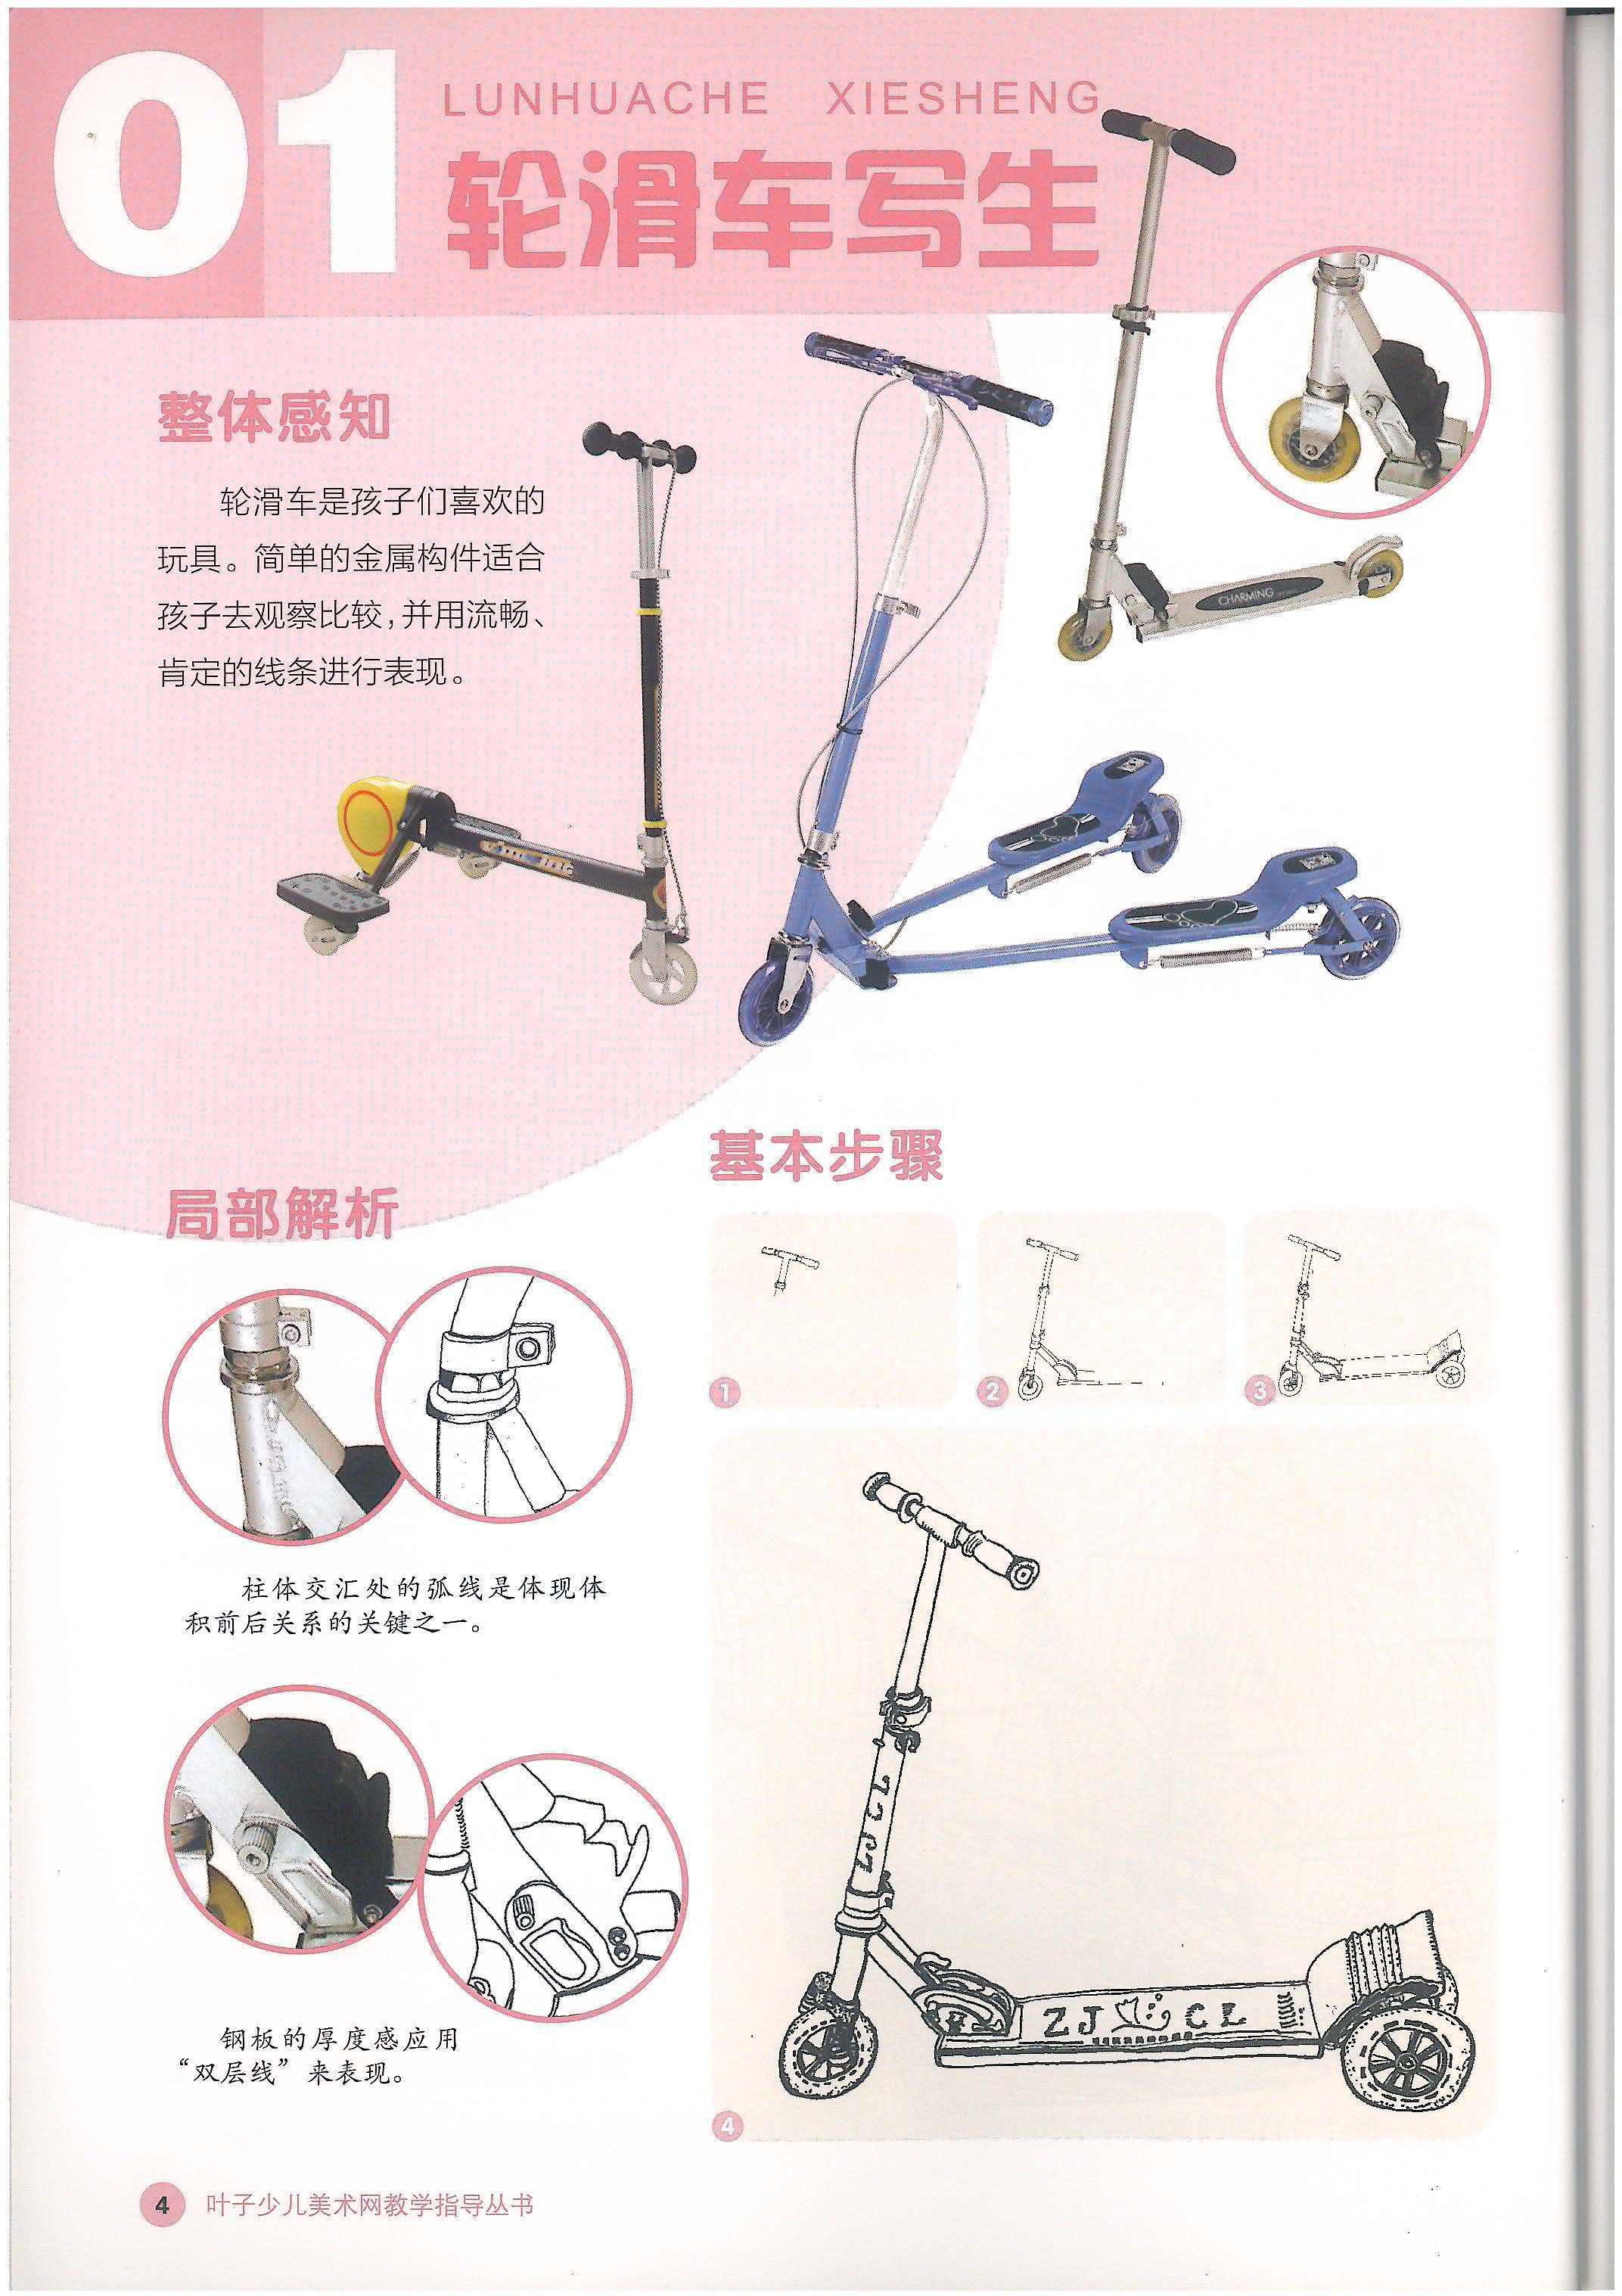 01
LUNHUACHE XIESHENG
轮滑车写生
整体感知
轮滑车是孩子们喜欢的
玩具。简单的金属构件适合
孩子去观察比较,并用流畅、
肯定的线条进行表现。
CHARMING
基本步骤
1
2
3
局部解析
柱体交汇处的弧线是体现体
积前后关系的关键之一。
钢板的厚度感应用
“双层线”来表现。
LJCL
ZJ CL
4
4 叶子少儿美术网教学指导丛书